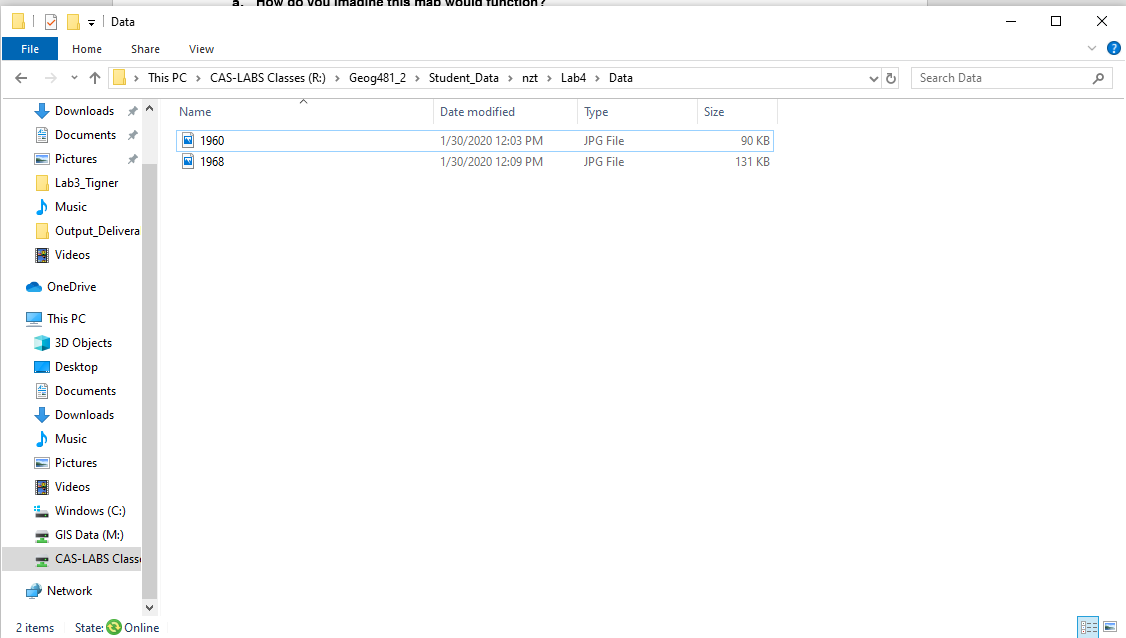 a. How do you imagine this map would function?
Data
File Home Share View
This PC CAS-LABS Classes (R:) Geog481_2 Student_Data nzt Lab4 Data
Search Data
Name Date modified Type Size
1960 1/30/2020 12:03 PM JPG File 90 KB
1968 1/30/2020 12:09 PM JPG File 131 KB
Downloads
Documents
Pictures
Lab3_Tigner
Music
Output_Delivera
Videos
OneDrive
This PC
3D Objects
Desktop
Documents
Downloads
Music
Pictures
Videos
Windows (C:)
GIS Data (M:)
CAS-LABS Classe
Network
2 items State: Online